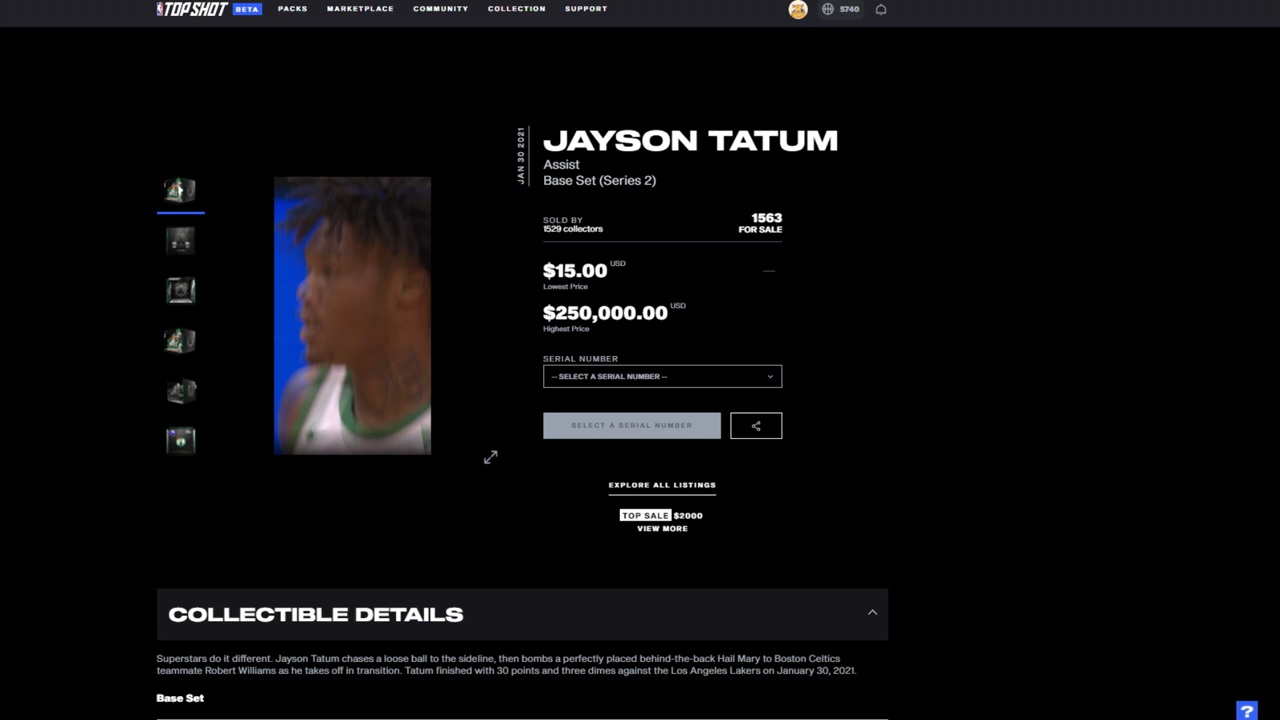 TOPSHOT BETA PACKS MARKETPLACE COMMUNITY COLLECTION SUPPORT 5740
JAN 30 2021
JAYSON TATUM
Assist
Base Set (Series 2)
SOLD BY
1529 collectors
1563
FOR SALE
$15.00 USD
Lowest Price
—
$250,000.00 USD
Highest Price
SERIAL NUMBER
-- SELECT A SERIAL NUMBER --
SELECT A SERIAL NUMBER
EXPLORE ALL LISTINGS
TOP SALE $2000
VIEW MORE
COLLECTIBLE DETAILS
Superstars do it different. Jayson Tatum chases a loose ball to the sideline, then bombs a perfectly placed behind-the-back Hail Mary to Boston Celtics
teammate Robert Williams as he takes off in transition. Tatum finished with 30 points and three dimes against the Los Angeles Lakers on January 30, 2021.
Base Set
?